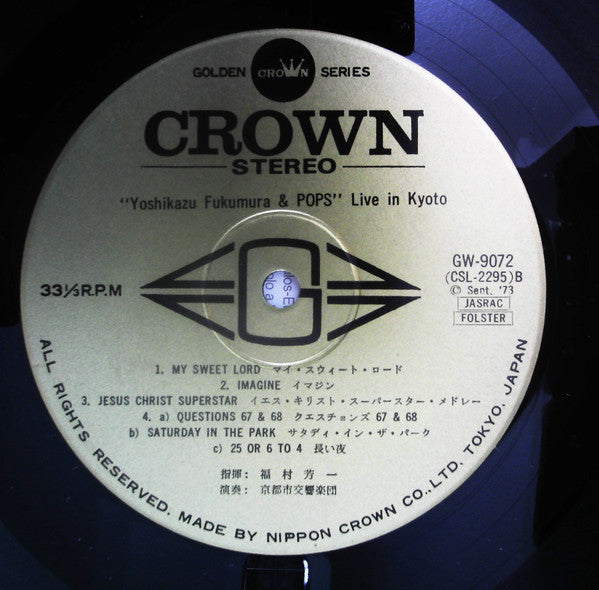 GOLDEN CROWN SERIES
CROWN
STEREO
"Yoshikazu Fukumura & POPS" Live in Kyoto
G
33⅓R.P.M
GW-9072
(CSL-2295)B
Ⓒ Sent. '73
JASRAC
FOLSTER
1. MY SWEET LORD マイ・スウィート・ロード
2. IMAGINE イマジン
3. JESUS CHRIST SUPERSTAR イエス・キリスト・スーパースター・メドレー
4. a) QUESTIONS 67 & 68 クエスチョンズ 67 & 68
b) SATURDAY IN THE PARK サタディ・イン・ザ・パーク
c) 25 OR 6 TO 4 長い夜
指揮: 福村芳一
演奏: 京都市交響楽団
ALL RIGHTS RESERVED. MADE BY NIPPON CROWN CO.,LTD. TOKYO. JAPAN